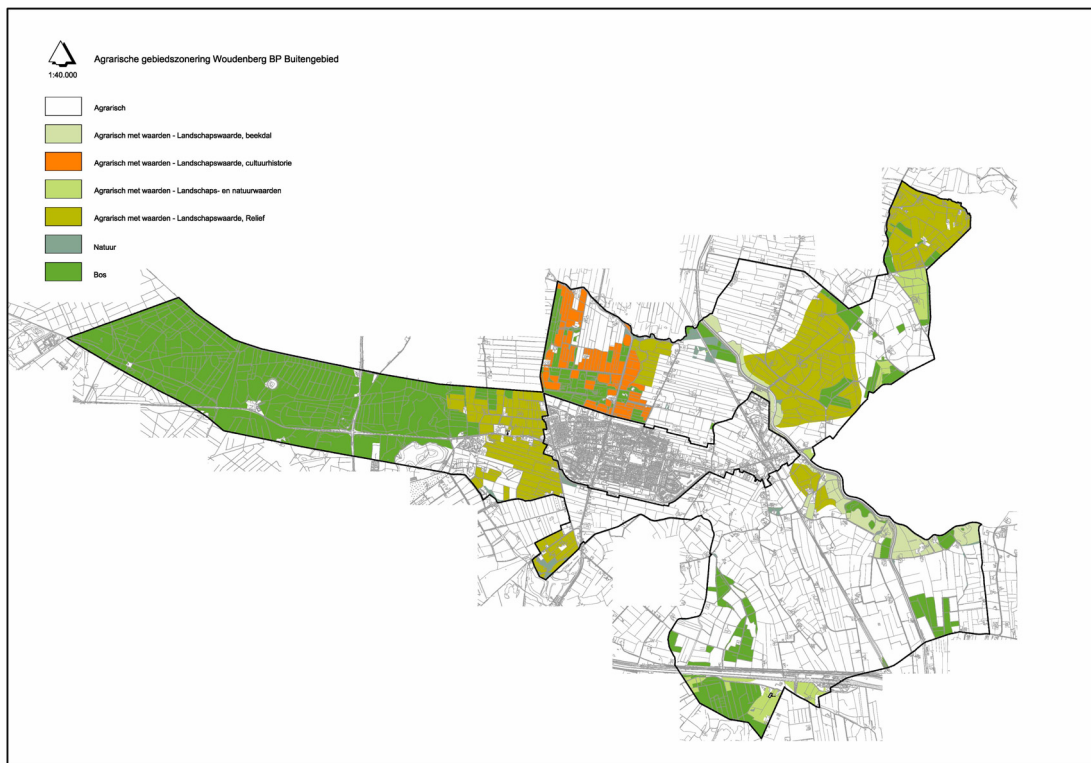 Agrarische gebiedszonering Woudenberg BP Buitengebied
1:40.000
Agrarisch
Agrarisch met waarden - Landschapswaarde, beekdal
Agrarisch met waarden - Landschapswaarde, cultuurhistorie
Agrarisch met waarden - Landschaps- en natuurwaarden
Agrarisch met waarden - Landschapswaarde, Relief
Natuur
Bos